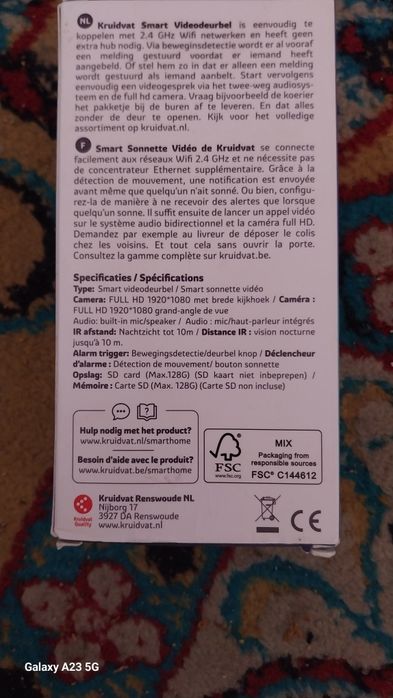 NL Kruidvat Smart Videodeurbel is eenvoudig te
koppelen met 2.4 GHz Wifi netwerken en heeft geen
extra hub nodig. Via bewegingsdetectie wordt er al vooraf
een melding gestuurd voordat er iemand heeft
aangebeld. Of stel hem zo in dat er alleen een melding
wordt gestuurd als iemand aanbelt. Start vervolgens
eenvoudig een videogesprek via het twee-weg audiosys-
teem en de full hd camera. Vraag bijvoorbeeld de koerier
het pakketje bij de buren af te leveren. En dat alles
zonder de deur te openen. Kijk voor het volledige
assortiment op kruidvat.nl.
F Smart Sonnette Vidéo de Kruidvat se connecte
facilement aux réseaux Wifi 2.4 GHz et ne nécessite pas
de concentrateur Ethernet supplémentaire. Grâce à la
détection de mouvement, une notification est envoyée
avant même que quelqu'un n'ait sonné. Ou bien, configu-
rez-la de manière à ne recevoir des alertes que lorsque
quelqu'un sonne. Il suffit ensuite de lancer un appel vidéo
sur le système audio bidirectionnel et la caméra full HD.
Demandez par exemple au livreur de déposer le colis
chez les voisins. Et tout cela sans ouvrir la porte.
Consultez la gamme complète sur kruidvat.be.
Specificaties / Spécifications
Type: Smart videodeurbel / Smart sonnette vidéo
Camera: FULL HD 1920*1080 met brede kijkhoek / Caméra :
FULL HD 1920*1080 grand-angle de vue
Audio: built-in mic/speaker / Audio : mic/haut-parleur intégrés
IR afstand: Nachtzicht tot 10m / Distance IR : vision nocturne
jusqu'à 10 m.
Alarm trigger: Bewegingsdetectie/deurbel knop / Déclencheur
d'alarme : Détection de mouvement/ bouton sonnette
Opslag: SD card (Max.128G) (SD kaart niet inbeprepen) /
Mémoire : Carte SD (Max. 128G) (Carte SD non incluse)
Hulp nodig met het product?
www.kruidvat.nl/smarthome
Besoin d'aide avec le produit?
www.kruidvat.be/smarthome
FSC
www.fsc.org
MIX
Packaging from
responsible sources
FSC® C144612
Kruidvat
Quality
Kruidvat Renswoude NL
Nijborg 17
3927 DA Renswoude
www.kruidvat.nl
CE
Galaxy A23 5G